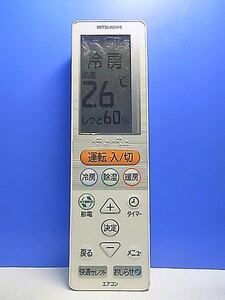 MITSUBISHI
冷房
温度
26℃
しつど60%
運転 入/切
冷房 除湿 暖房
節電
+
タイマー
決定
戻る
−
メニュー
快適セレクト おしらせ
エアコン